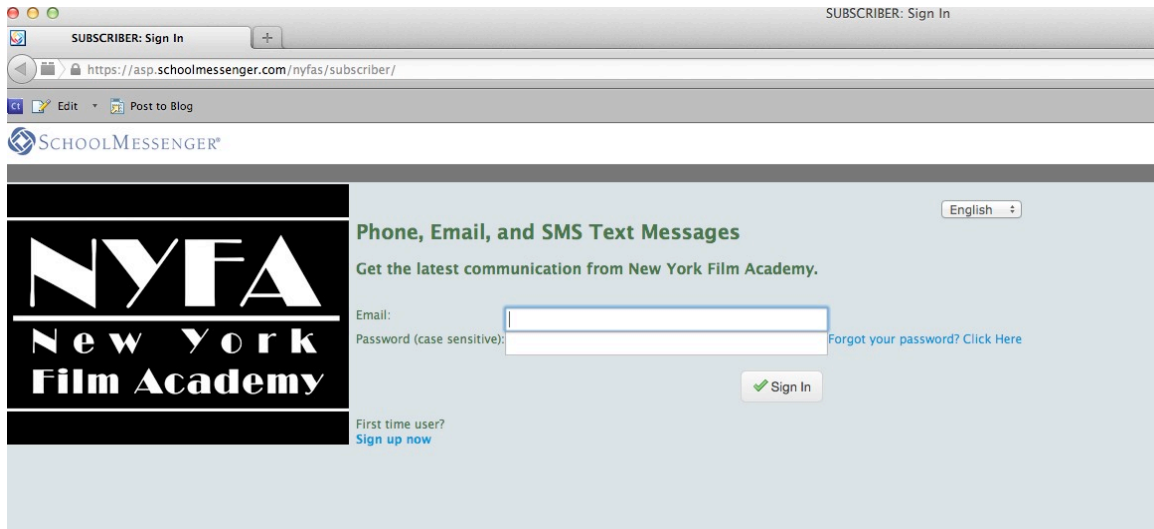 SUBSCRIBER: Sign In
SUBSCRIBER: Sign In
https://asp.schoolmessenger.com/nyfas/subscriber/
Ct Edit Post to Blog
SCHOOLMESSENGER®
English
NYFA
New York
Film Academy
Phone, Email, and SMS Text Messages
Get the latest communication from New York Film Academy.
Email:
Password (case sensitive): Forgot your password? Click Here
Sign In
First time user?
Sign up now